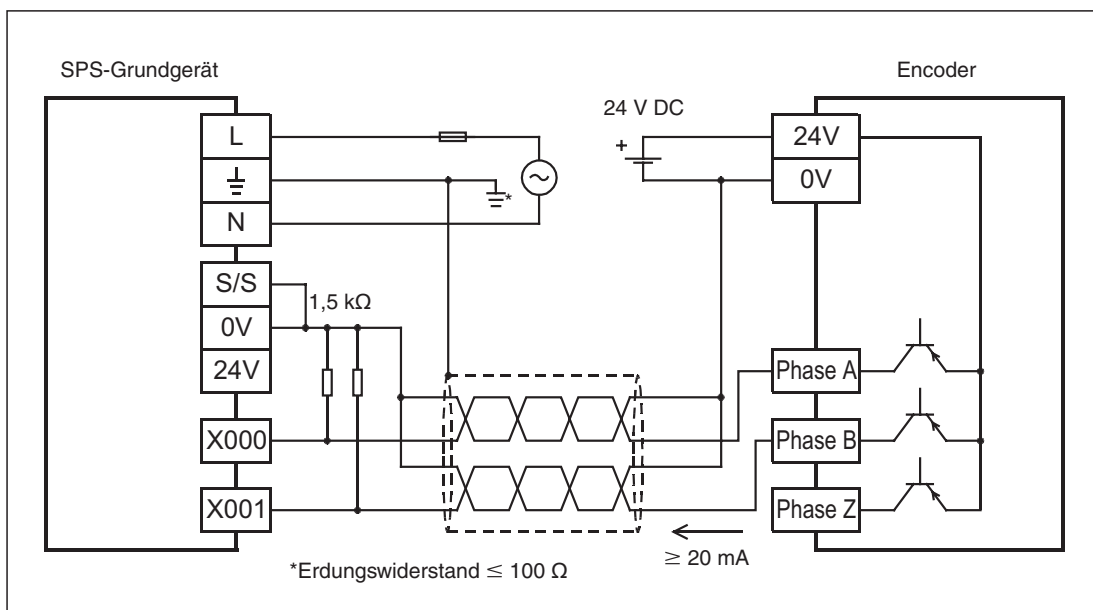 SPS-Grundgerät
Encoder
24 V DC
+
L
N
*
24V
0V
S/S
0V
24V
1,5 kΩ
X000
X001
Phase A
Phase B
Phase Z
≥ 20 mA
*Erdungswiderstand ≤ 100 Ω